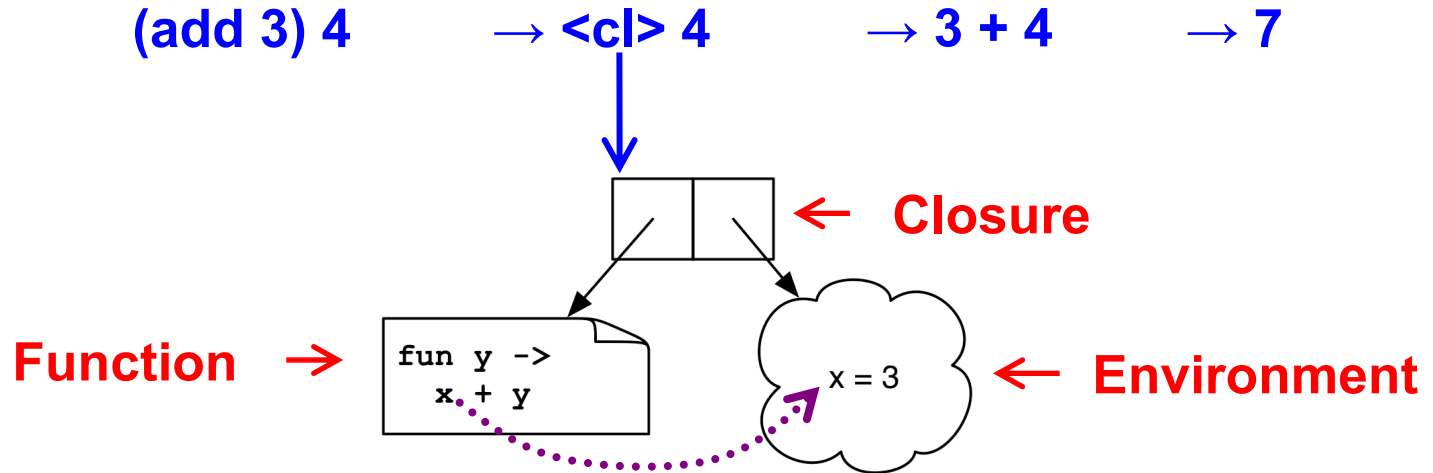 (add 3) 4 → <cl> 4 → 3 + 4 → 7
Closure
Function
fun y ->
x + y
x = 3
Environment